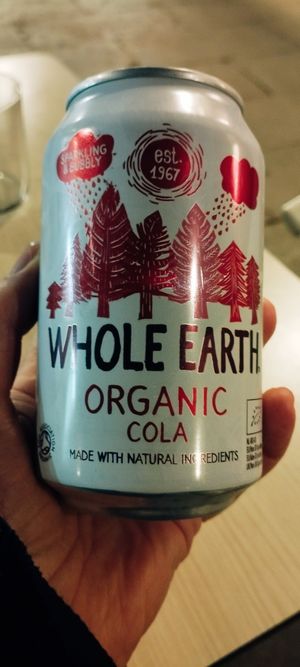 SPARKLING
& BUBBLY
est.
1967
WHOLE EARTH
ORGANIC
COLA
MADE WITH NATURAL INGREDIENTS